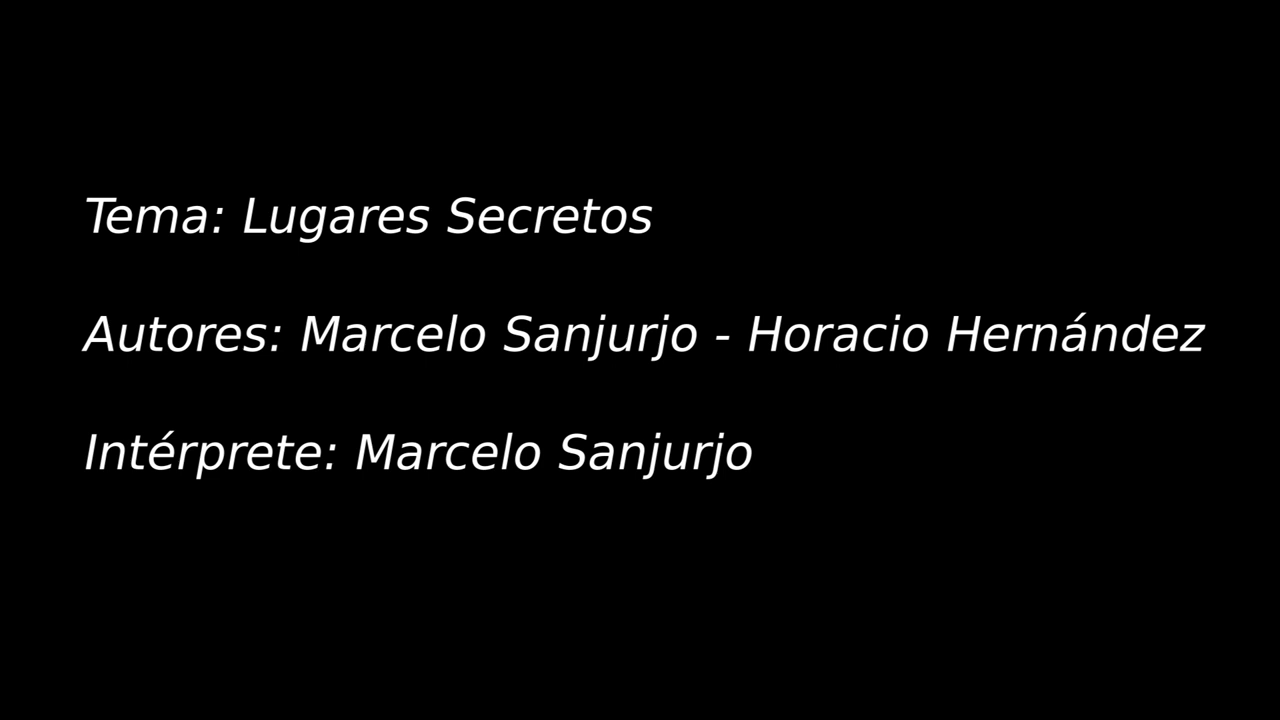 Tema: Lugares Secretos
Autores: Marcelo Sanjurjo - Horacio Hernández
Intérprete: Marcelo Sanjurjo